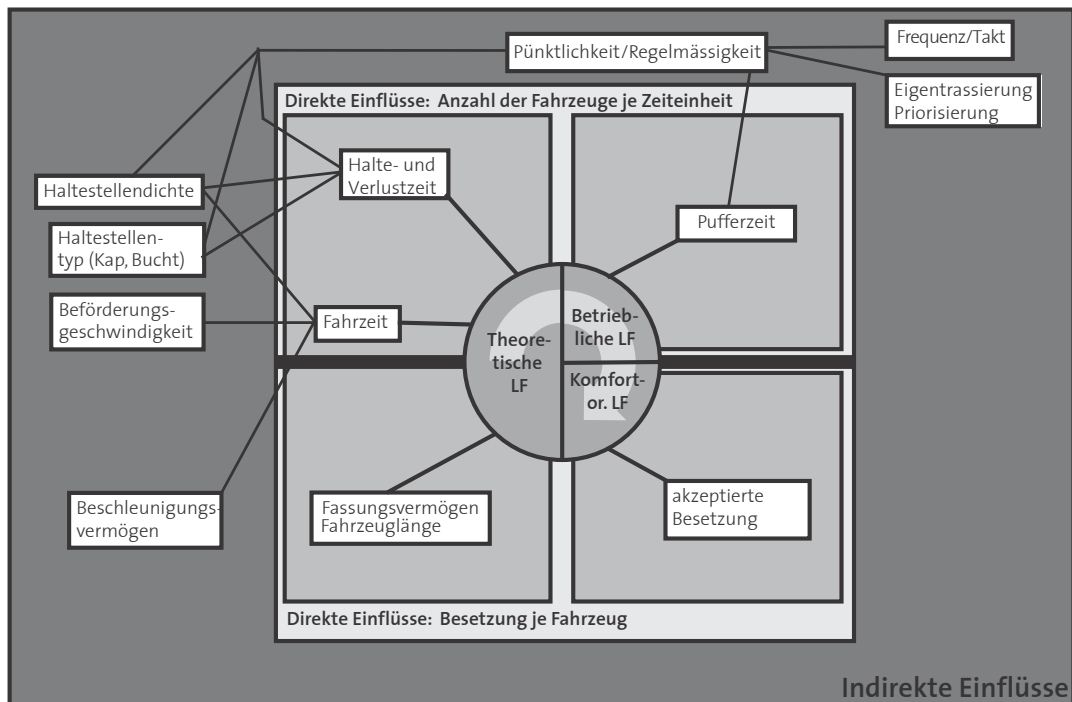 Frequenz/Takt
Pünktlichkeit/Regelmässigkeit
Eigentrassierung
Priorisierung
Direkte Einflüsse: Anzahl der Fahrzeuge je Zeiteinheit
Halte- und
Verlustzeit
Haltestellendichte
Pufferzeit
Haltestellen-
typ (Kap, Bucht)
Beförderungs-
geschwindigkeit
Fahrzeit
Theore-
tische
LF
Betrieb-
liche LF
Komfort-
or. LF
Beschleunigungs-
vermögen
Fassungsvermögen
Fahrzeuglänge
akzeptierte
Besetzung
Direkte Einflüsse: Besetzung je Fahrzeug
Indirekte Einflüsse